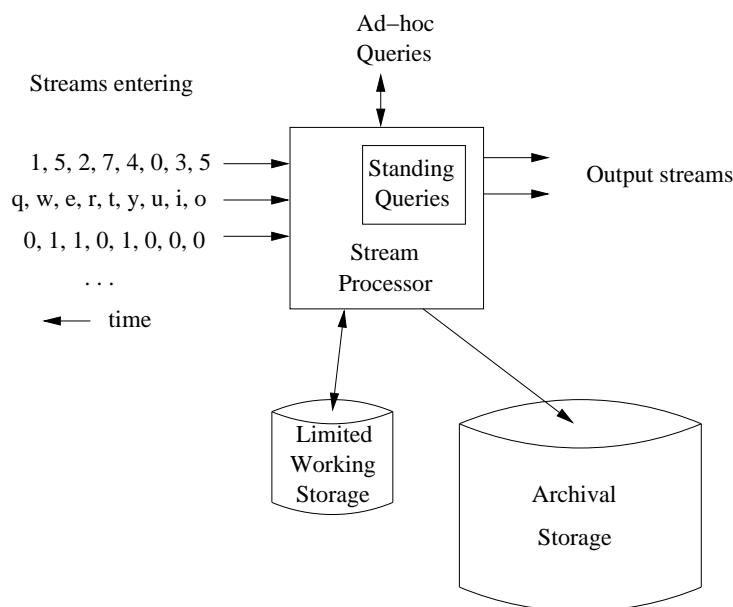 Ad−hoc
Queries
Streams entering
1, 5, 2, 7, 4, 0, 3, 5
q, w, e, r, t, y, u, i, o
0, 1, 1, 0, 1, 0, 0, 0
. . .
time
Standing
Queries
Stream
Processor
Output streams
Limited
Working
Storage
Archival
Storage